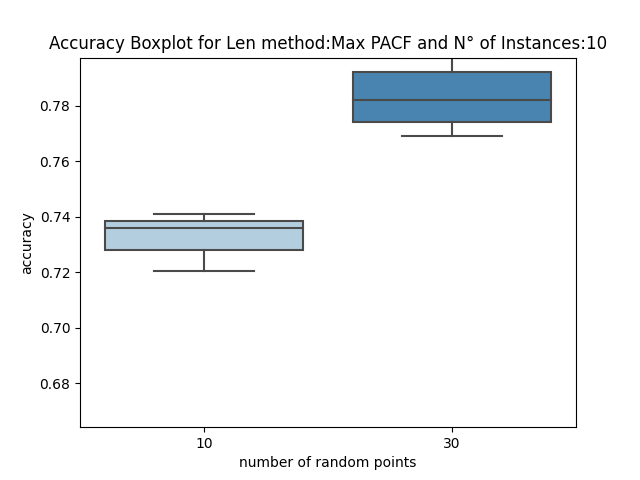 Accuracy Boxplot for Len method:Max PACF and N° of Instances:10
accuracy
0.78
0.76
0.74
0.72
0.70
0.68
10
30
number of random points